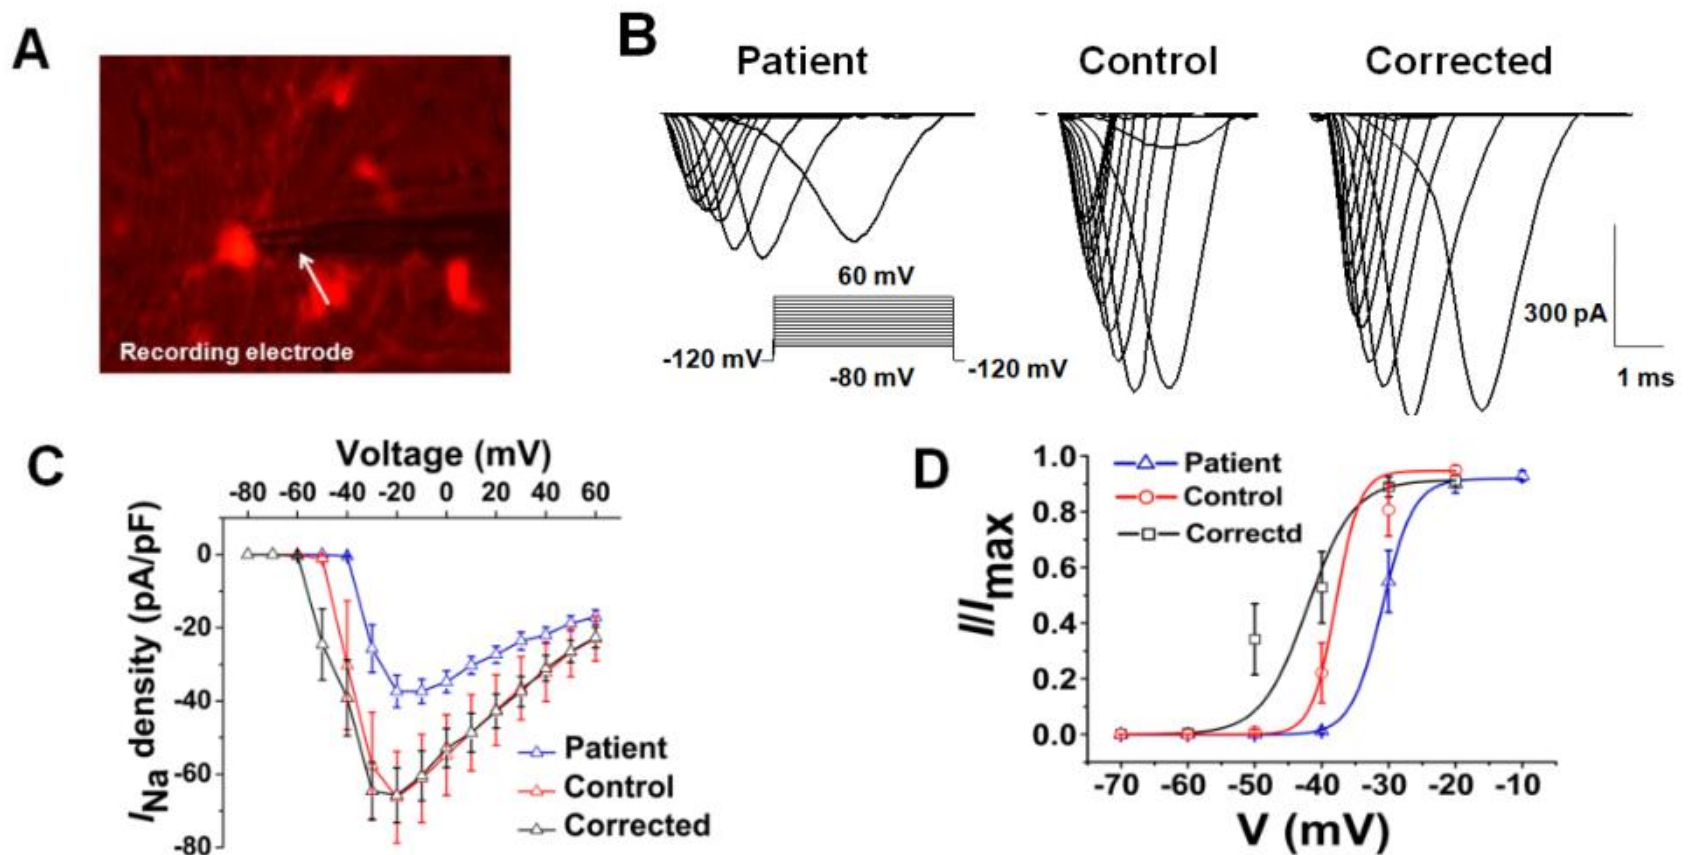 A
Recording electrode
B
Patient
Control
Corrected
60 mV
-120 mV
-80 mV
-120 mV
300 pA
1 ms
C
Voltage (mV)
-80 -60 -40 -20 0 20 40 60
I_Na density (pA/pF)
0
-20
-40
-60
-80
Patient
Control
Corrected
D
I/I_max
1.0
0.8
0.6
0.4
0.2
0.0
Patient
Control
Correctd
-70 -60 -50 -40 -30 -20 -10
V (mV)